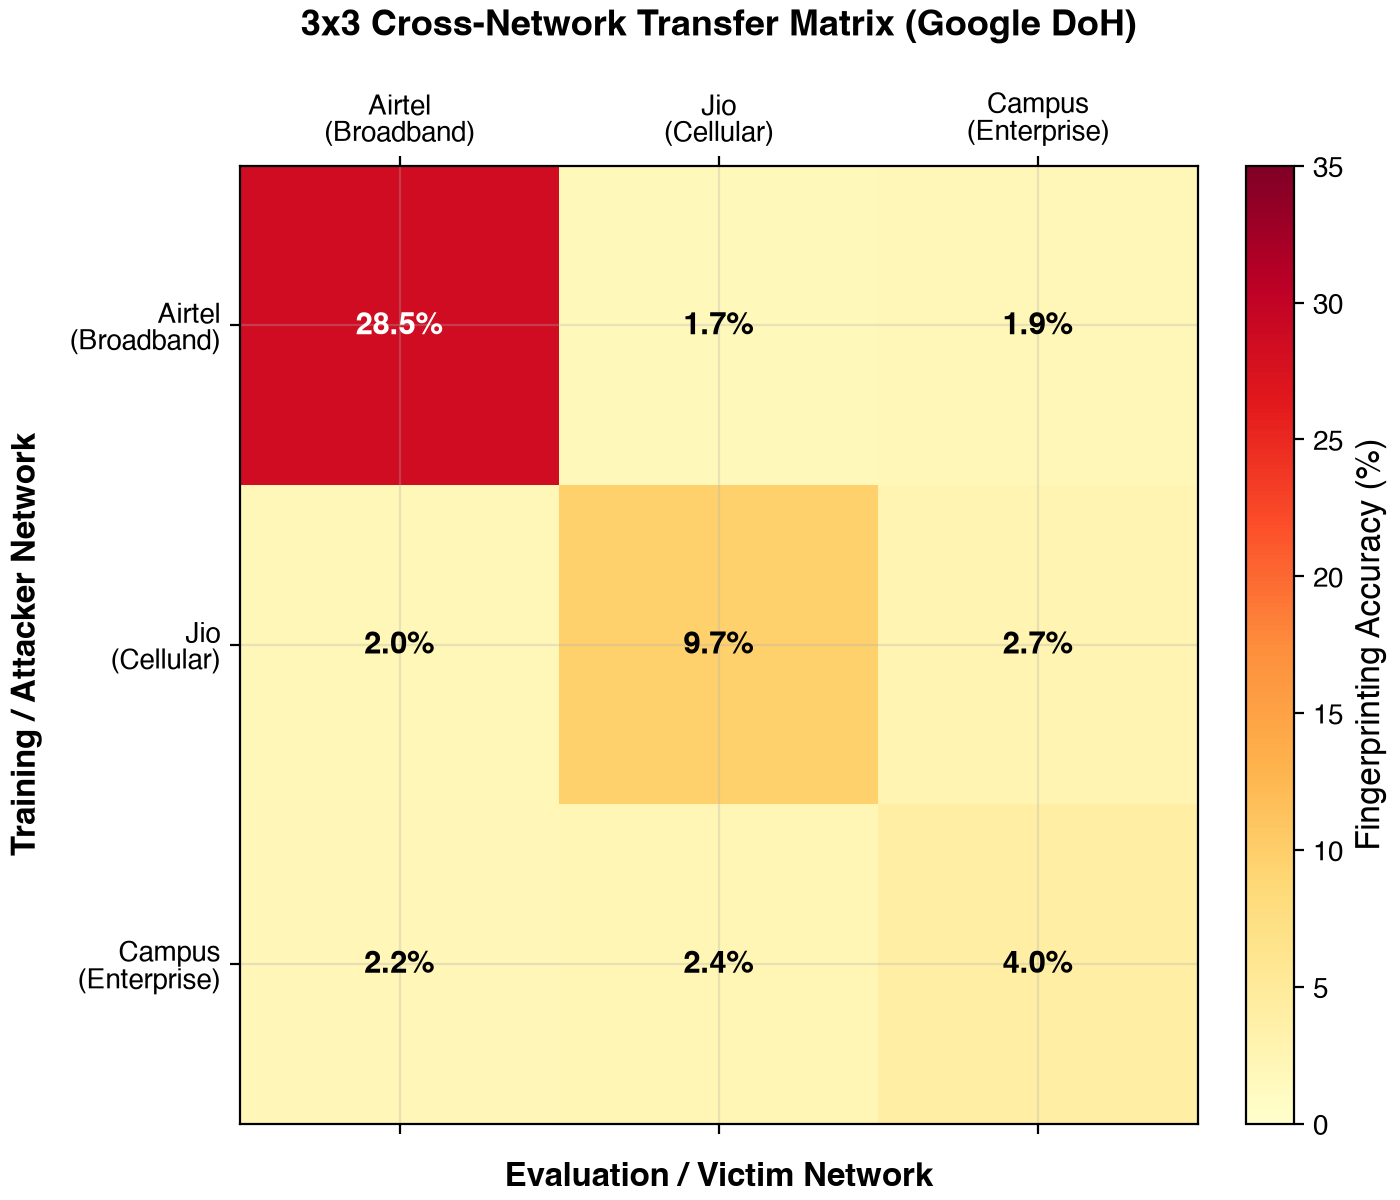 3x3 Cross-Network Transfer Matrix (Google DoH)
Airtel
(Broadband)
Jio
(Cellular)
Campus
(Enterprise)
Training / Attacker Network
Airtel
(Broadband)
28.5%
1.7%
1.9%
Jio
(Cellular)
2.0%
9.7%
2.7%
Campus
(Enterprise)
2.2%
2.4%
4.0%
Evaluation / Victim Network
35
30
25
20
15
10
5
0
Fingerprinting Accuracy (%)